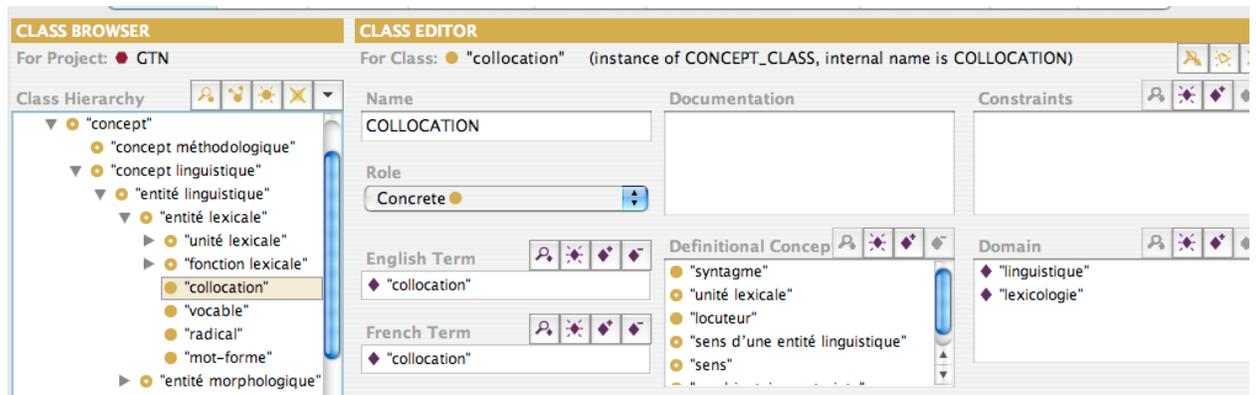 CLASS BROWSER
For Project: GTN
Class Hierarchy
"concept"
"concept méthodologique"
"concept linguistique"
"entité linguistique"
"entité lexicale"
"unité lexicale"
"fonction lexicale"
"collocation"
"vocable"
"radical"
"mot-forme"
"entité morphologique"
CLASS EDITOR
For Class: "collocation" (instance of CONCEPT_CLASS, internal name is COLLOCATION)
Name
COLLOCATION
Role
Concrete
English Term
"collocation"
French Term
"collocation"
Documentation
Definitional Concep
"syntagme"
"unité lexicale"
"locuteur"
"sens d'une entité linguistique"
"sens"
Constraints
Domain
"linguistique"
"lexicologie"